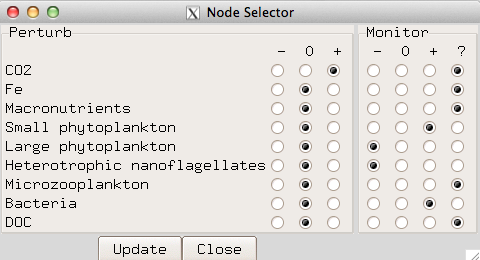 Node Selector
Perturb
Monitor
- 0 +
- 0 + ?
CO2
Fe
Macronutrients
Small phytoplankton
Large phytoplankton
Heterotrophic nanoflagellates
Microzooplankton
Bacteria
DOC
Update
Close